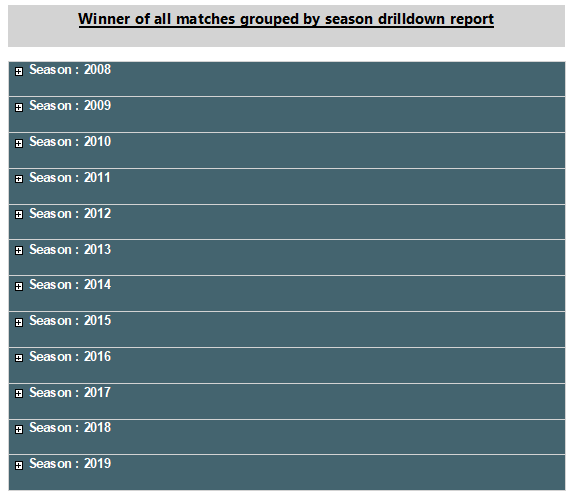 Winner of all matches grouped by season drilldown report
Season : 2008
Season : 2009
Season : 2010
Season : 2011
Season : 2012
Season : 2013
Season : 2014
Season : 2015
Season : 2016
Season : 2017
Season : 2018
Season : 2019